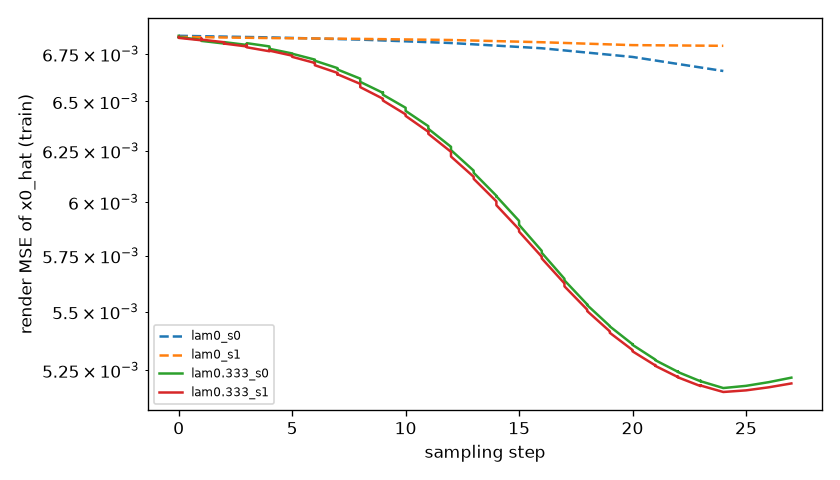 render MSE of x0_hat (train)
6.75 × 10⁻³
6.5 × 10⁻³
6.25 × 10⁻³
6 × 10⁻³
5.75 × 10⁻³
5.5 × 10⁻³
5.25 × 10⁻³
lam0_s0
lam0_s1
lam0.333_s0
lam0.333_s1
0 5 10 15 20 25
sampling step